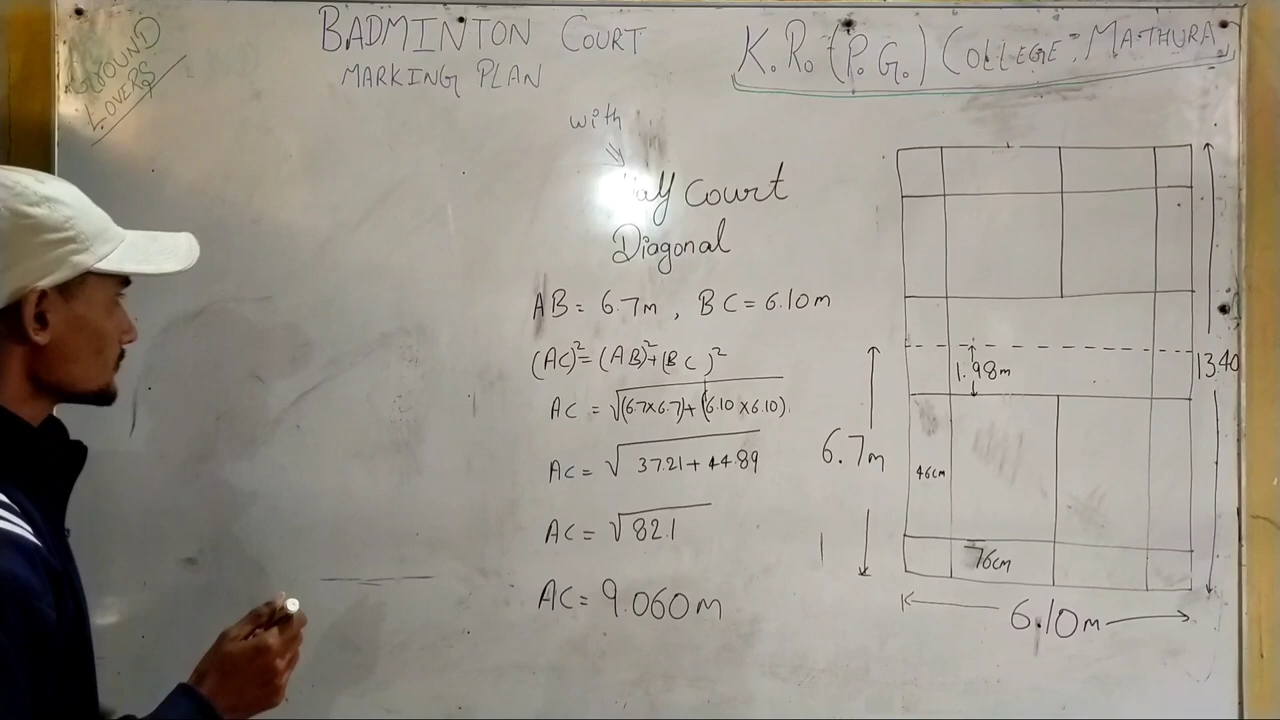 GROUND
LOVERS
BADMINTON COURT
MARKING PLAN
K.R. (P.G.) COLLEGE, MATHURA
with
Half Court
Diagonal
AB = 6.7m , BC = 6.10m
(AC)² = (AB)² + (BC)²
AC = √(6.7×6.7)+(6.10×6.10)
AC = √37.21+44.89
AC = √82.1
AC = 9.060m
1.98m
13.40
6.7m
46cm
76cm
6.10m